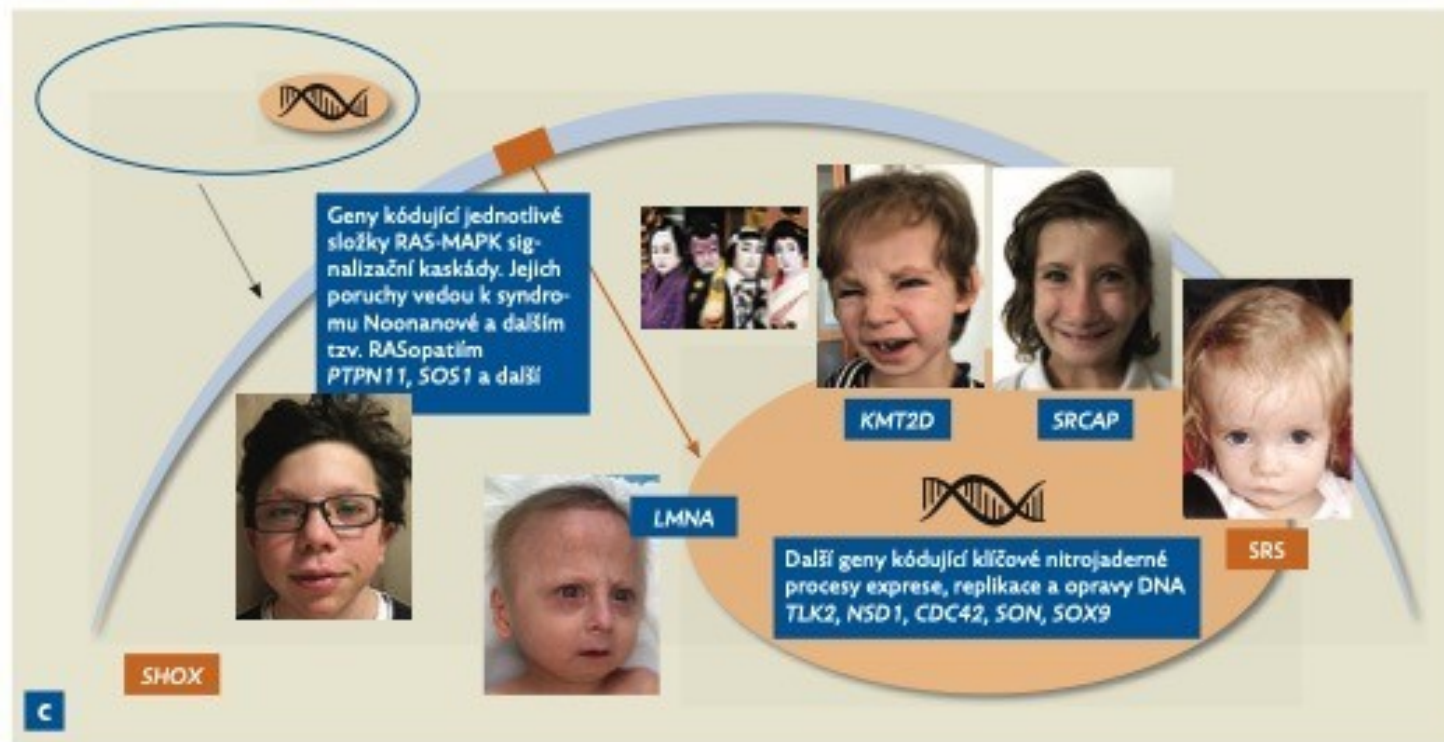 Geny kódující jednotlivé
složky RAS-MAPK sig-
nalizační kaskády. Jejich
poruchy vedou k syndro-
mu Noonanové a dalším
tzv. RASopatiím
PTPN11, SOS1 a další
KMT2D
SRCAP
LMNA
SRS
Další geny kódující klíčové nitrojaderné
procesy exprese, replikace a opravy DNA
TLK2, NSD1, CDC42, SON, SOX9
SHOX
C